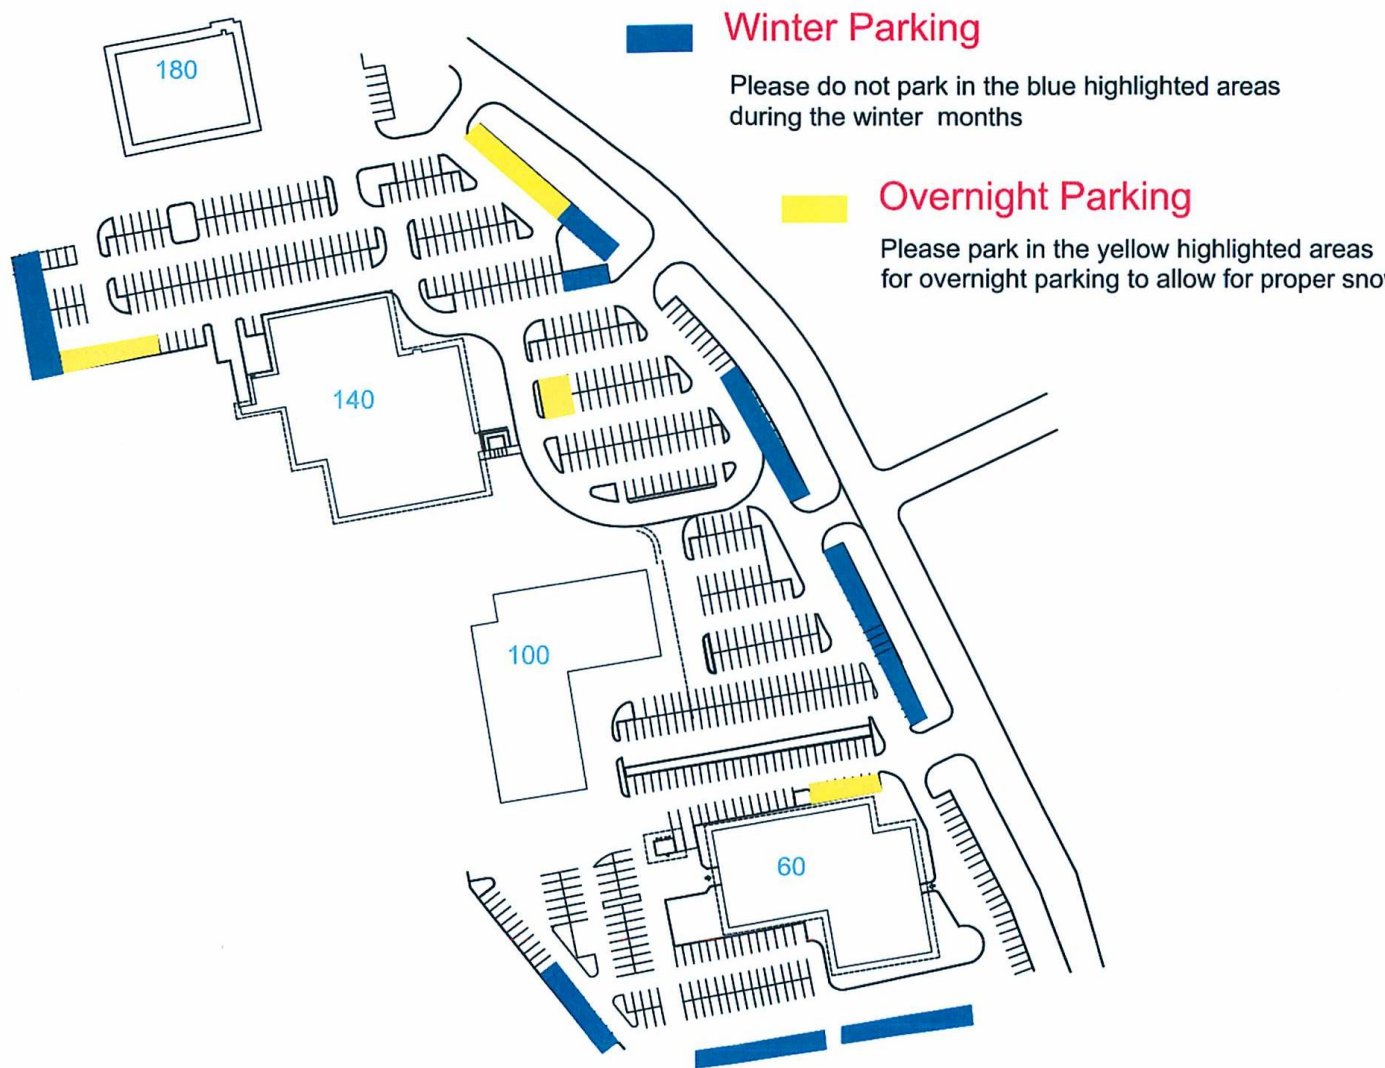 Winter Parking
Please do not park in the blue highlighted areas
during the winter months
Overnight Parking
Please park in the yellow highlighted areas
for overnight parking to allow for proper
180
140
100
60